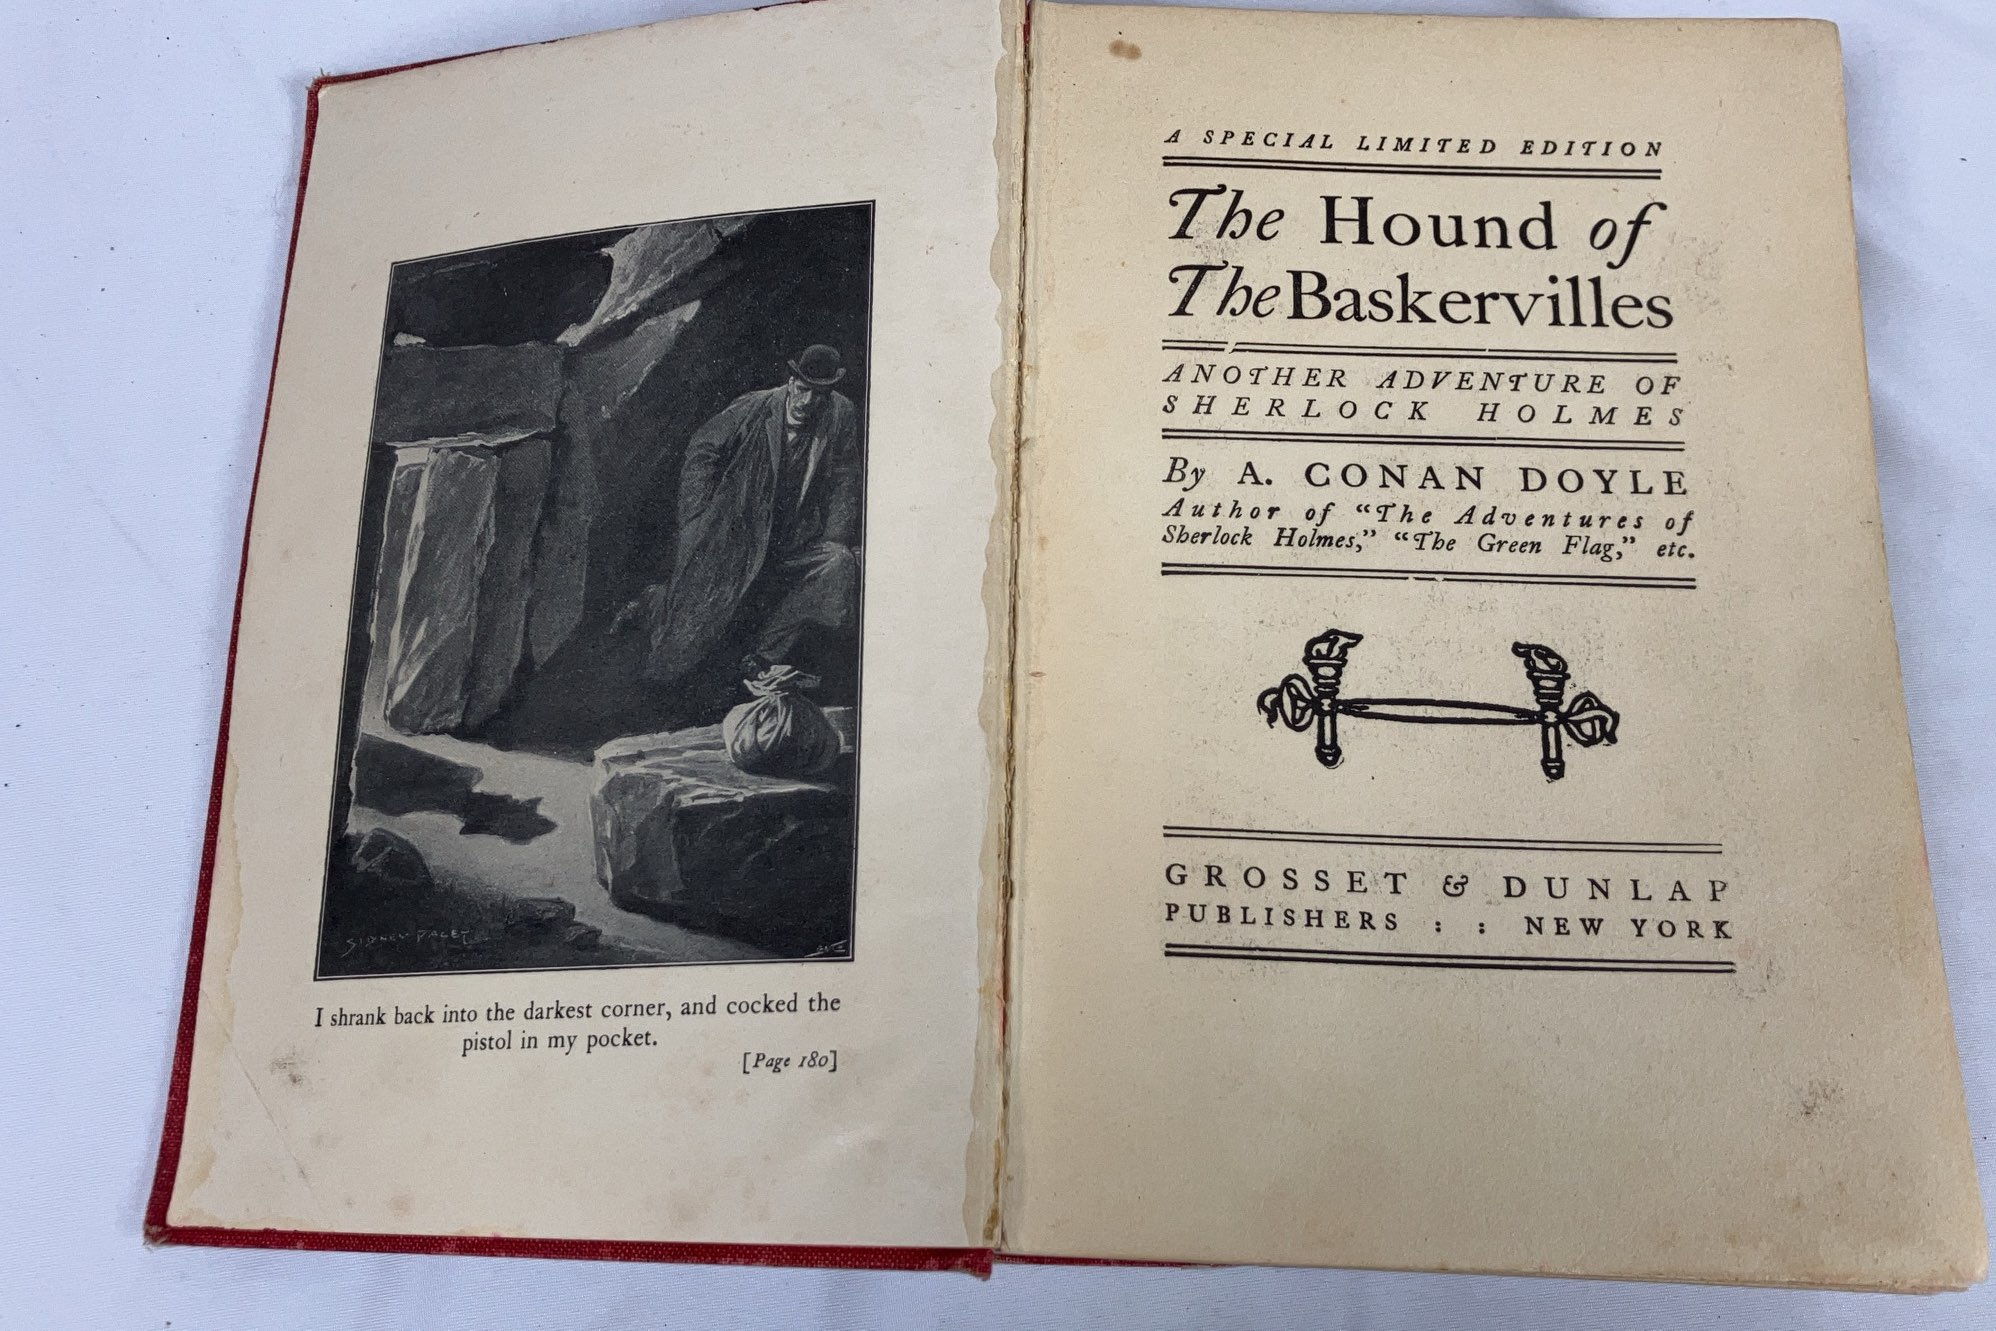 SIDNEY PAGET
I shrank back into the darkest corner, and cocked the
pistol in my pocket.
[Page 180]
A SPECIAL LIMITED EDITION
The Hound of
The Baskervilles
ANOTHER ADVENTURE OF
SHERLOCK HOLMES
By A. CONAN DOYLE
Author of “The Adventures of
Sherlock Holmes,” “The Green Flag,” etc.
GROSSET & DUNLAP
PUBLISHERS : : NEW YORK